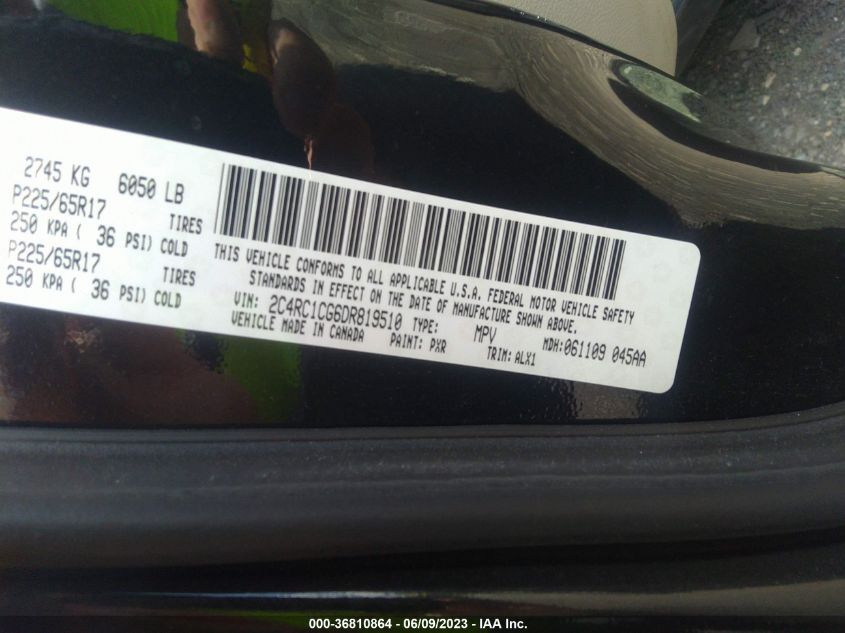 2745 KG 6050 LB
P225/65R17 TIRES
250 KPA ( 36 PSI) COLD
P225/65R17 TIRES
250 KPA ( 36 PSI) COLD
THIS VEHICLE CONFORMS TO ALL APPLICABLE U.S.A. FEDERAL MOTOR VEHICLE SAFETY
STANDARDS IN EFFECT ON THE DATE OF MANUFACTURE SHOWN ABOVE.
VIN: 2C4RC1CG6DR819510 TYPE: MPV MDH:061109 045AA
VEHICLE MADE IN CANADA PAINT: PXR TRIM: ALX1
000-36810864 - 06/09/2023 - IAA Inc.